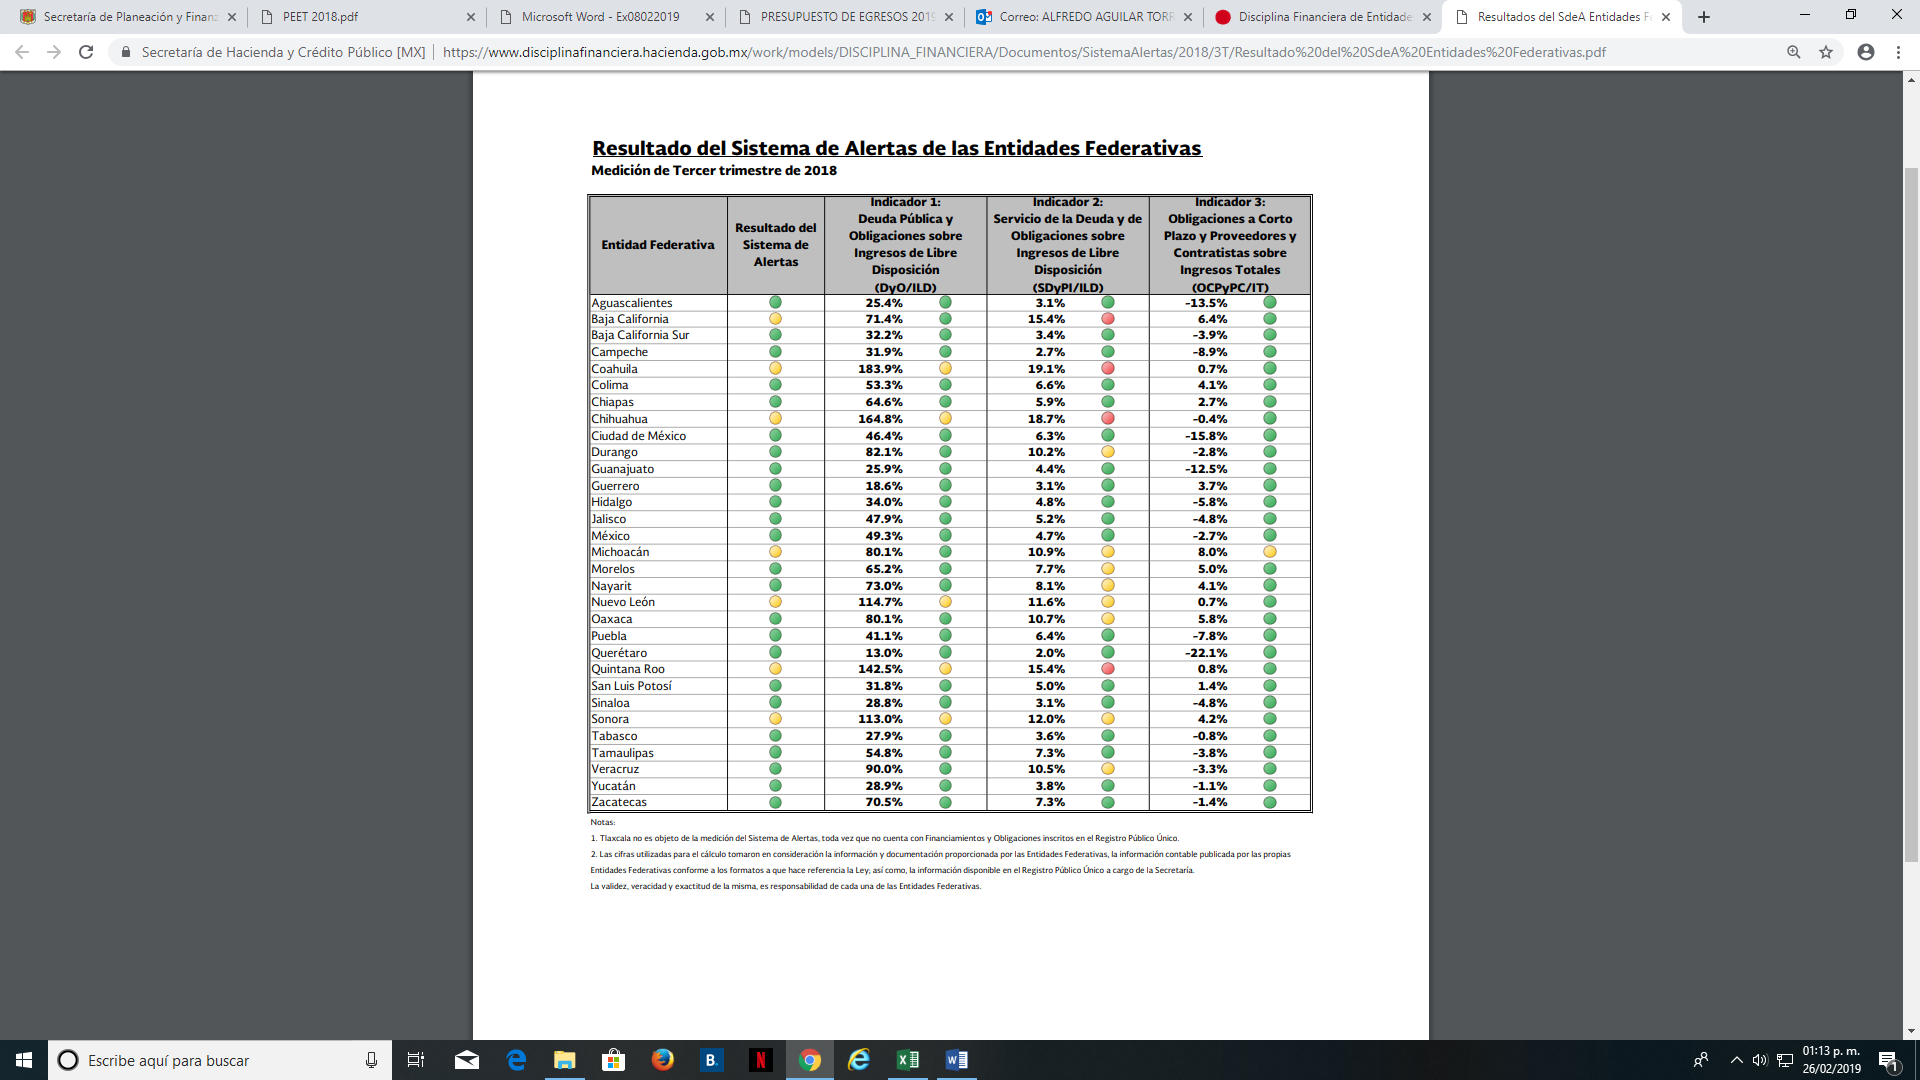 Secretaría de Planeación y Finan
PEET 2018.pdf
Microsoft Word - Ex08022019
PRESUPUESTO DE EGRESOS 2019
Correo: ALFREDO AGUILAR TORR
Disciplina Financiera de Entidade
Resultados del SdeA Entidades F
Secretaría de Hacienda y Crédito Público [MX] | https://www.disciplinafinanciera.hacienda.gob.mx/work/models/DISCIPLINA_FINANCIERA/Documentos/SistemaAlertas/2018/3T/Resultado%20del%20SdeA%20Entidades%20Federativas.pdf
Resultado del Sistema de Alertas de las Entidades Federativas
Medición de Tercer trimestre de 2018
Entidad Federativa
Resultado del
Sistema de
Alertas
Indicador 1:
Deuda Pública y
Obligaciones sobre
Ingresos de Libre
Disposición
(DyO/ILD)
Indicador 2:
Servicio de la Deuda y de
Obligaciones sobre
Ingresos de Libre
Disposición
(SDyPI/ILD)
Indicador 3:
Obligaciones a Corto
Plazo y Proveedores y
Contratistas sobre
Ingresos Totales
(OCPyPC/IT)
Aguascalientes 25.4% 3.1% -13.5%
Baja California 71.4% 15.4% 6.4%
Baja California Sur 32.2% 3.4% -3.9%
Campeche 31.9% 2.7% -8.9%
Coahuila 183.9% 19.1% 0.7%
Colima 53.3% 6.6% 4.1%
Chiapas 64.6% 5.9% 2.7%
Chihuahua 164.8% 18.7% -0.4%
Ciudad de México 46.4% 6.3% -15.8%
Durango 82.1% 10.2% -2.8%
Guanajuato 25.9% 4.4% -12.5%
Guerrero 18.6% 3.1% 3.7%
Hidalgo 34.0% 4.8% -5.8%
Jalisco 47.9% 5.2% -4.8%
México 49.3% 4.7% -2.7%
Michoacán 80.1% 10.9% 8.0%
Morelos 65.2% 7.7% 5.0%
Nayarit 73.0% 8.1% 4.1%
Nuevo León 114.7% 11.6% 0.7%
Oaxaca 80.1% 10.7% 5.8%
Puebla 41.1% 6.4% -7.8%
Querétaro 13.0% 2.0% -22.1%
Quintana Roo 142.5% 15.4% 0.8%
San Luis Potosí 31.8% 5.0% 1.4%
Sinaloa 28.8% 3.1% -4.8%
Sonora 113.0% 12.0% 4.2%
Tabasco 27.9% 3.6% -0.8%
Tamaulipas 54.8% 7.3% -3.8%
Veracruz 90.0% 10.5% -3.3%
Yucatán 28.9% 3.8% -1.1%
Zacatecas 70.5% 7.3% -1.4%
Notas:
1. Tlaxcala no es objeto de la medición del Sistema de Alertas, toda vez que no cuenta con Financiamientos y Obligaciones inscritos en el Registro Público Único.
2. Las cifras utilizadas para el cálculo tomaron en consideración la información y documentación proporcionada por las Entidades Federativas, la información contable publicada por las propias
Entidades Federativas conforme a los formatos a que hace referencia la Ley; así como, la información disponible en el Registro Público Único a cargo de la Secretaría.
La validez, veracidad y exactitud de la misma, es responsabilidad de cada una de las Entidades Federativas.
Escribe aquí para buscar
B.
N
01:13 p. m.
26/02/2019
1